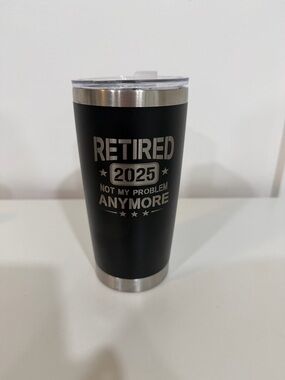 RETIRED
2025
NOT MY PROBLEM
ANYMORE